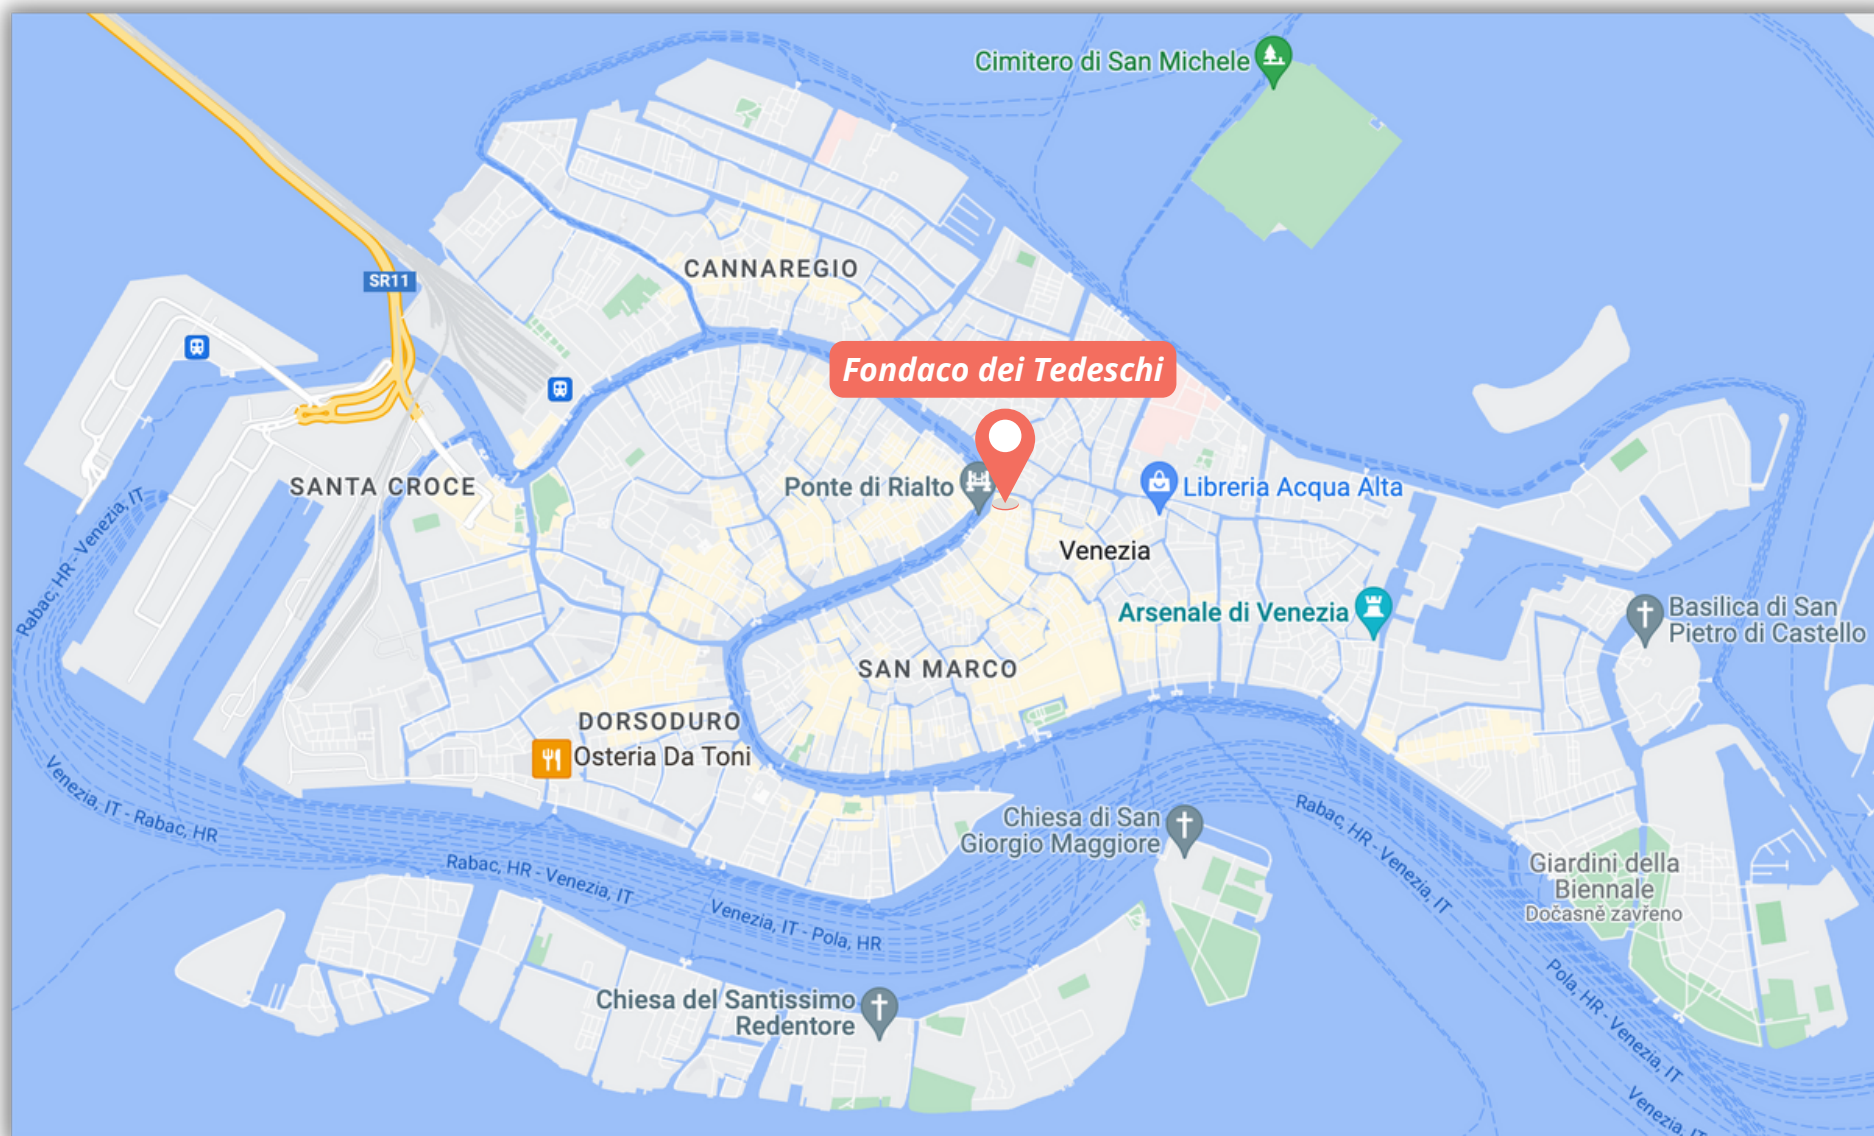 Cimitero di San Michele
CANNAREGIO
SR11
Fondaco dei Tedeschi
SANTA CROCE
Ponte di Rialto
Libreria Acqua Alta
Rabac, HR - Venezia, IT
Venezia
Arsenale di Venezia
Basilica di San
Pietro di Castello
SAN MARCO
DORSODURO
Osteria Da Toni
Venezia, IT - Rabac, HR
Chiesa di San
Giorgio Maggiore
Rabac, HR - Venezia, IT
Rabac, HR - Venezia, IT
Giardini della
Biennale
Dočasně zavřeno
Venezia, IT - Pola, HR
Chiesa del Santissimo
Redentore
Pola, HR - Venezia, IT
Venezia, IT